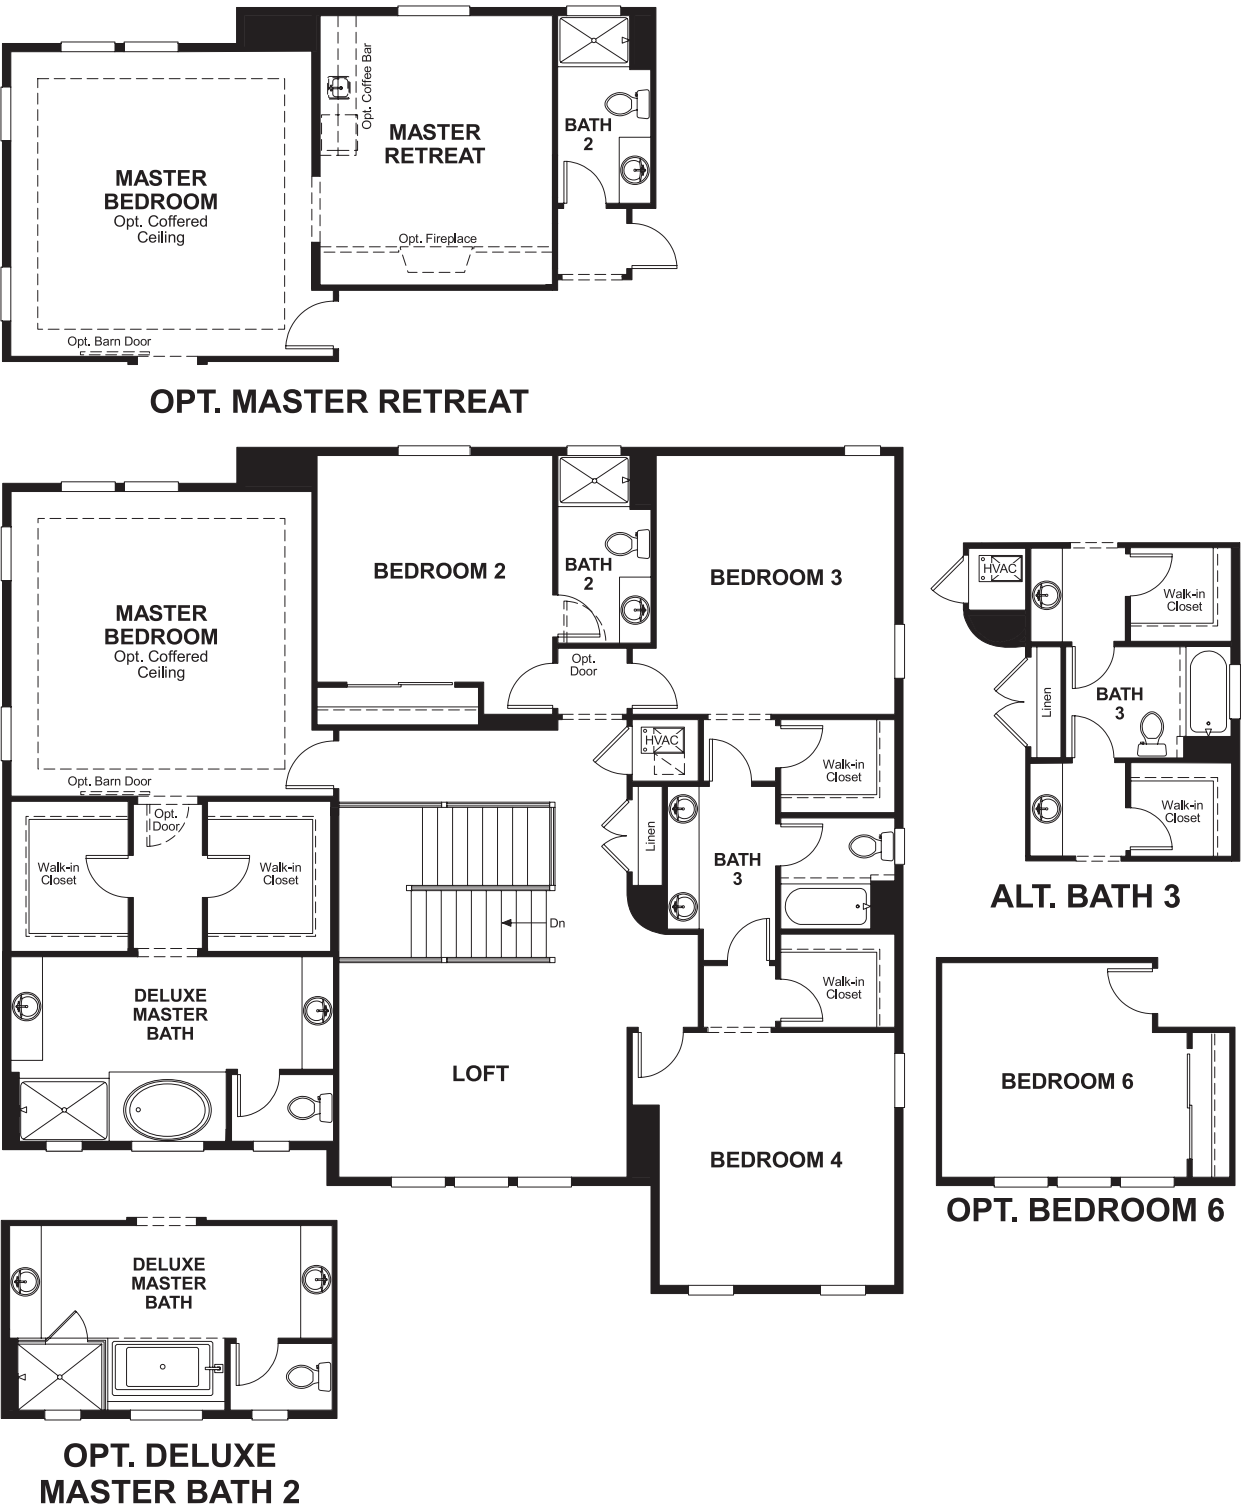 Opt. Coffee Bar
MASTER
RETREAT
BATH
2
MASTER
BEDROOM
Opt. Coffered
Ceiling
Opt. Fireplace
Opt. Barn Door
OPT. MASTER RETREAT
BEDROOM 2
BATH
2
BEDROOM 3
MASTER
BEDROOM
Opt. Coffered
Ceiling
Opt.
Door
HVAC
Walk-in
Closet
Opt. Barn Door
Opt.
Door
Walk-in
Closet
Walk-in
Closet
Linen
BATH
3
Dn
Walk-in
Closet
DELUXE
MASTER
BATH
LOFT
BEDROOM 4
HVAC
Walk-in
Closet
Linen
BATH
3
Walk-in
Closet
ALT. BATH 3
BEDROOM 6
OPT. BEDROOM 6
DELUXE
MASTER
BATH
OPT. DELUXE
MASTER BATH 2